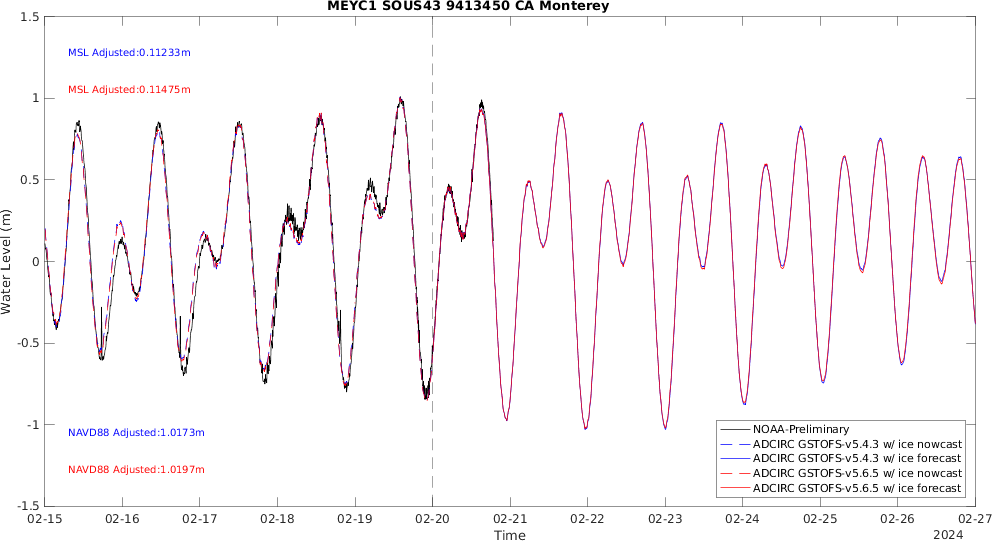 MEYC1 SOUS43 9413450 CA Monterey
1.5
1
0.5
0
-0.5
-1
-1.5
Water Level (m)
MSL Adjusted:0.11233m
MSL Adjusted:0.11475m
NAVD88 Adjusted:1.0173m
NAVD88 Adjusted:1.0197m
NOAA-Preliminary
ADCIRC GSTOFS-v5.4.3 w/ ice nowcast
ADCIRC GSTOFS-v5.4.3 w/ ice forecast
ADCIRC GSTOFS-v5.6.5 w/ ice nowcast
ADCIRC GSTOFS-v5.6.5 w/ ice forecast
02-15 02-16 02-17 02-18 02-19 02-20 02-21 02-22 02-23 02-24 02-25 02-26 02-27
Time
2024